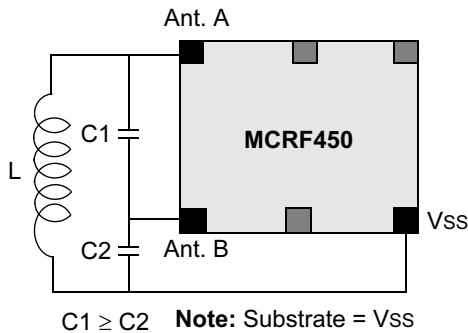 Ant. A
C1
MCRF450
L
VSS
C2
Ant. B
C1 ≥ C2 Note: Substrate = VSS